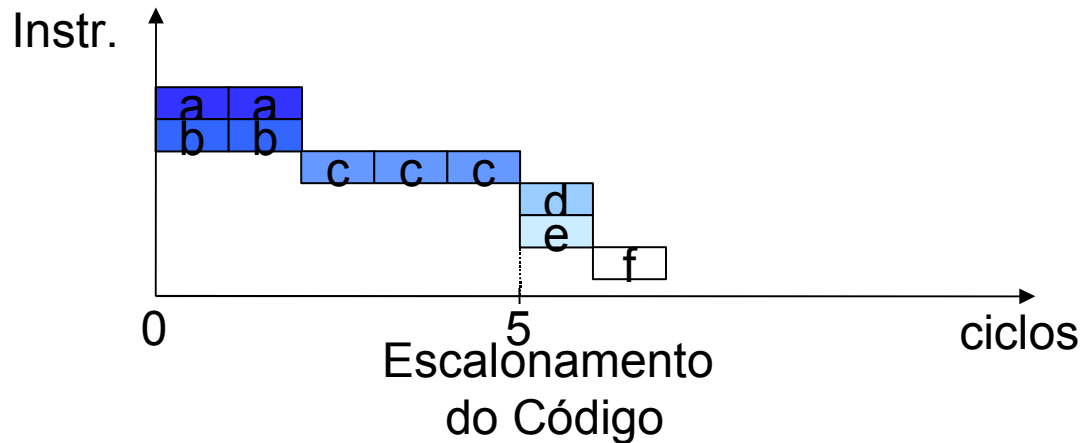 Instr.
a a
b b
c c c
d
e
f
0 5 ciclos
Escalonamento
do Código